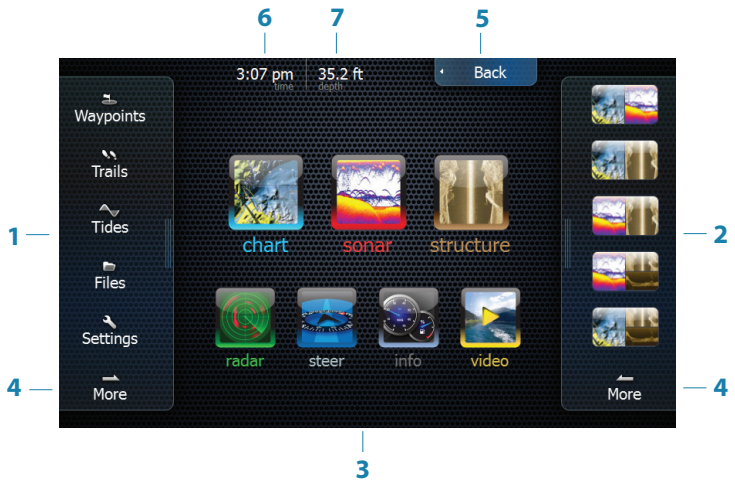 6 7 5
3:07 pm 35.2 ft Back
time depth
Waypoints
Trails
Tides
Files
Settings
More
1
chart sonar structure
radar steer info video
2
More
4 4
3